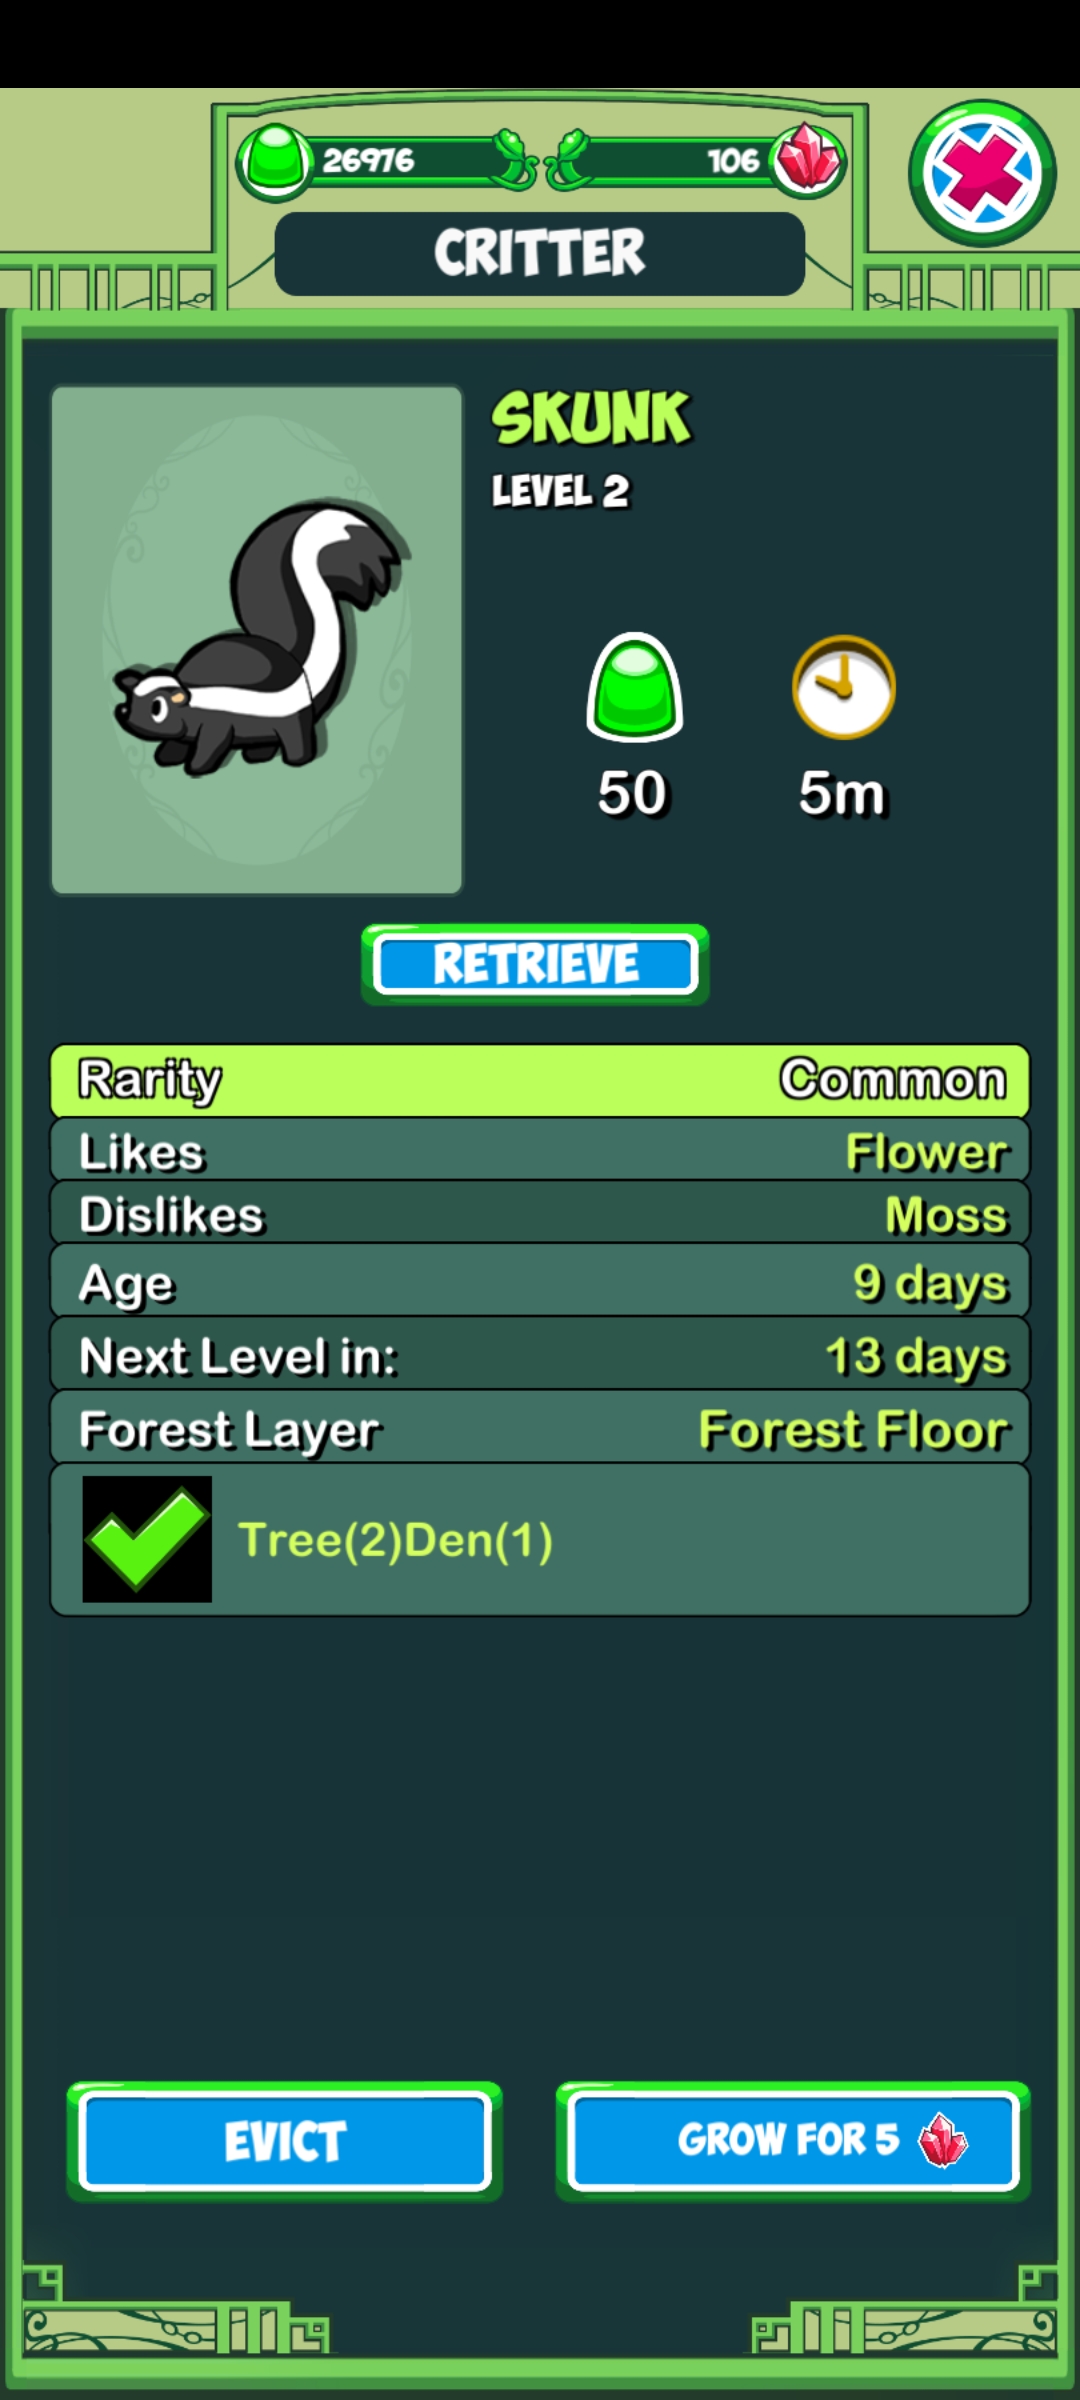 26976 106
CRITTER
SKUNK
LEVEL 2
50 5m
RETRIEVE
Rarity Common
Likes Flower
Dislikes Moss
Age 9 days
Next Level in: 13 days
Forest Layer Forest Floor
Tree(2)Den(1)
EVICT GROW FOR 5